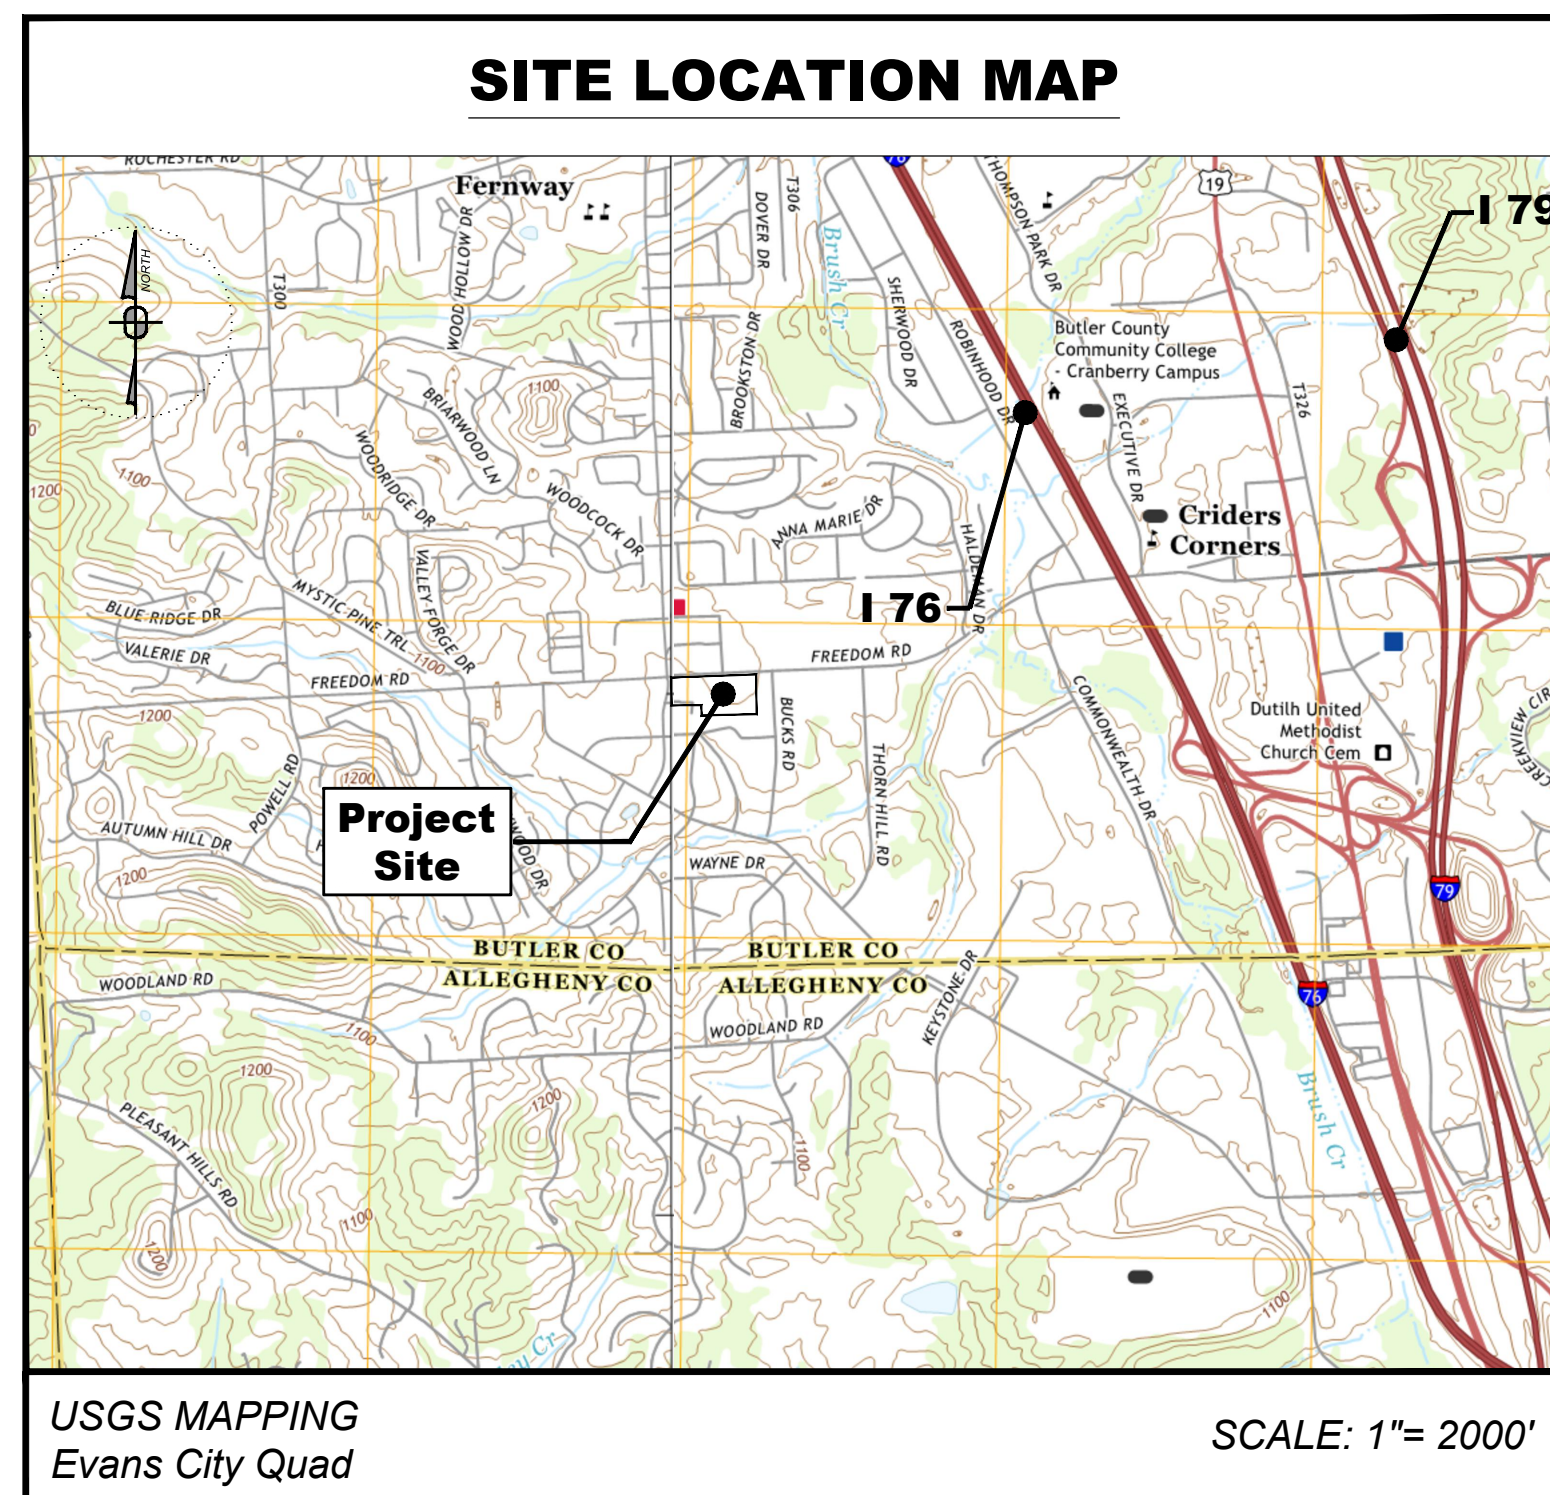 SITE LOCATION MAP
ROCHESTER RD
Fernway
NORTH
T300
WOOD HOLLOW DR
DOVER DR
T306
Brush Cr
76
THOMPSON PARK DR
19
I 79
SHERWOOD DR
ROBINHOOD DR
BROOKSTON DR
Butler County
Community College
- Cranberry Campus
1100
BRIARWOOD LN
EXECUTIVE DR
T326
WOODRIDGE DR
1100
1200
WOODCOCK DR
ANNA MARIE DR
HALDEMAN DR
Criders
Corners
VALLEY FORGE DR
MYSTIC PINE TRL
BLUE RIDGE DR
I 76
VALERIE DR
1100
FREEDOM RD
FREEDOM RD
1200
BUCKS RD
THORN HILL RD
COMMONWEALTH DR
Dutilh United
Methodist
Church Cem
CREEKVIEW CIR
POWELL RD
1200
Project
Site
AUTUMN HILL DR
WOOD DR
WAYNE DR
1200
79
BUTLER CO
BUTLER CO
ALLEGHENY CO
ALLEGHENY CO
WOODLAND RD
KEYSTONE DR
76
WOODLAND RD
1100
1200
1200
PLEASANT HILLS RD
Brush Cr
1100
1100
1200
1100
Cr
USGS MAPPING
Evans City Quad
SCALE: 1"= 2000'